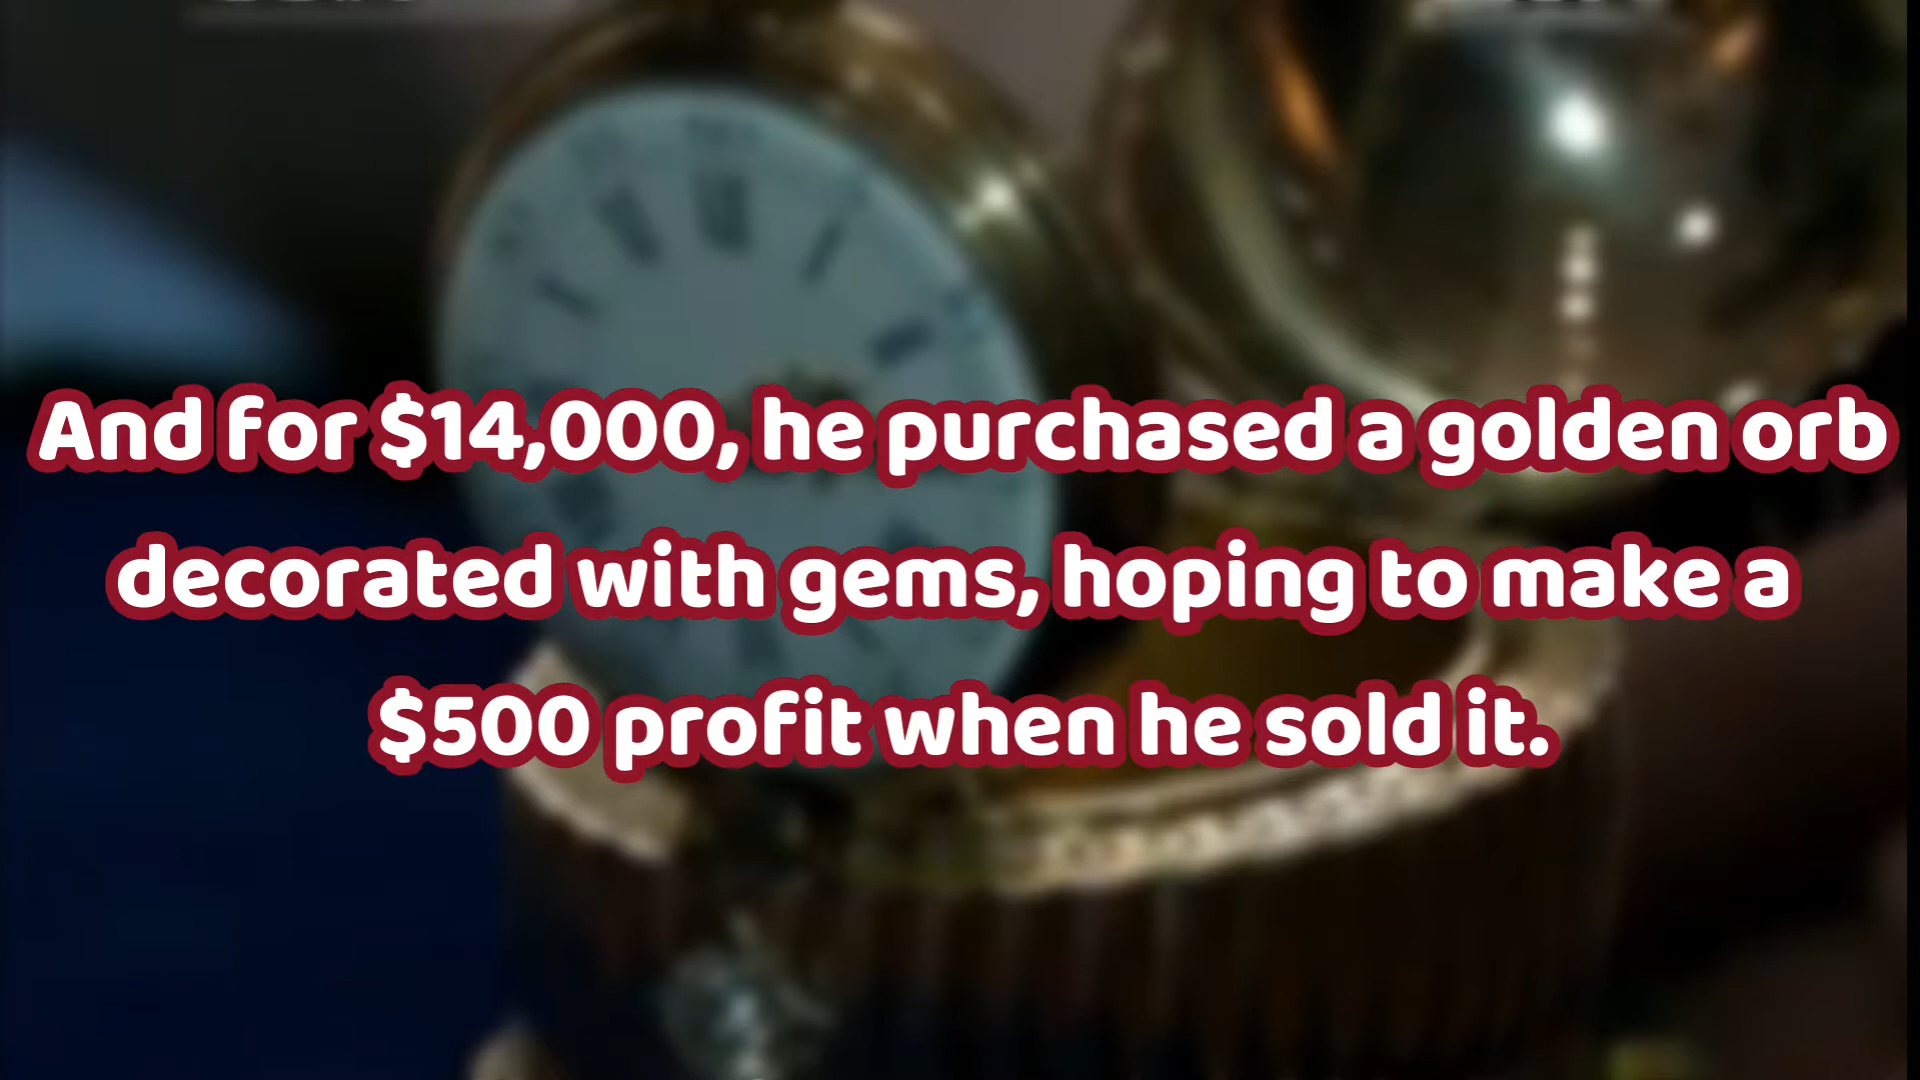 And for $14,000, he purchased a golden orb
decorated with gems, hoping to make a
$500 profit when he sold it.